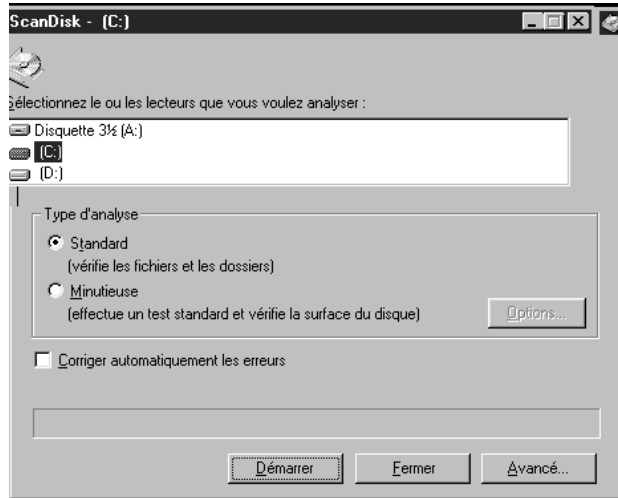 ScanDisk - (C:)
Sélectionnez le ou les lecteurs que vous voulez analyser :
Disquette 3½ (A:)
(C:)
(D:)
Type d'analyse
Standard
(vérifie les fichiers et les dossiers)
Minutieuse
(effectue un test standard et vérifie la surface du disque)
Options...
Corriger automatiquement les erreurs
Démarrer Fermer Avancé...